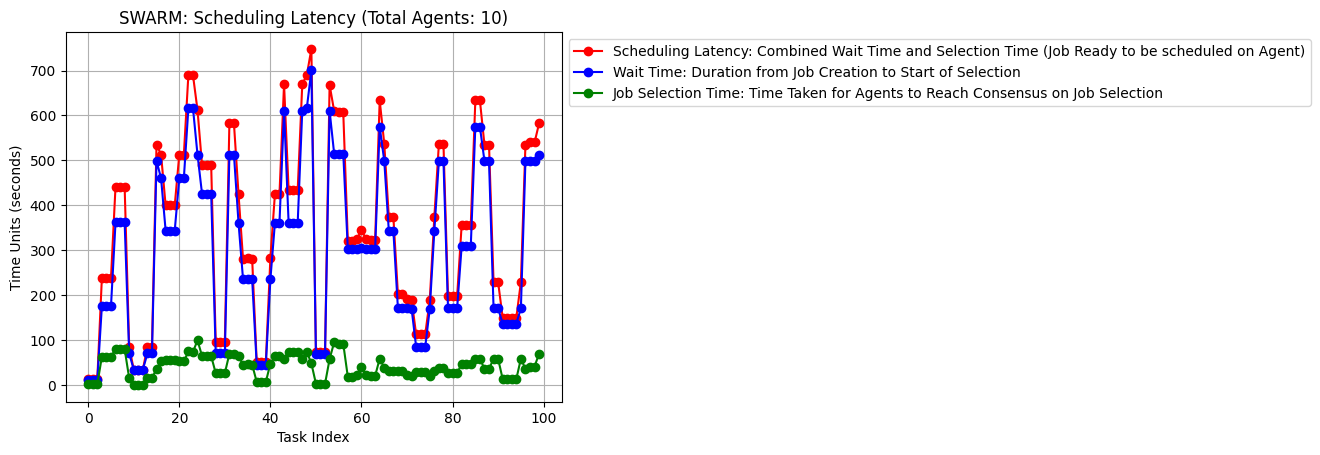 SWARM: Scheduling Latency (Total Agents: 10)
Scheduling Latency: Combined Wait Time and Selection Time (Job Ready to be scheduled on Agent)
Wait Time: Duration from Job Creation to Start of Selection
Job Selection Time: Time Taken for Agents to Reach Consensus on Job Selection
Time Units (seconds)
700
600
500
400
300
200
100
0
0 20 40 60 80 100
Task Index